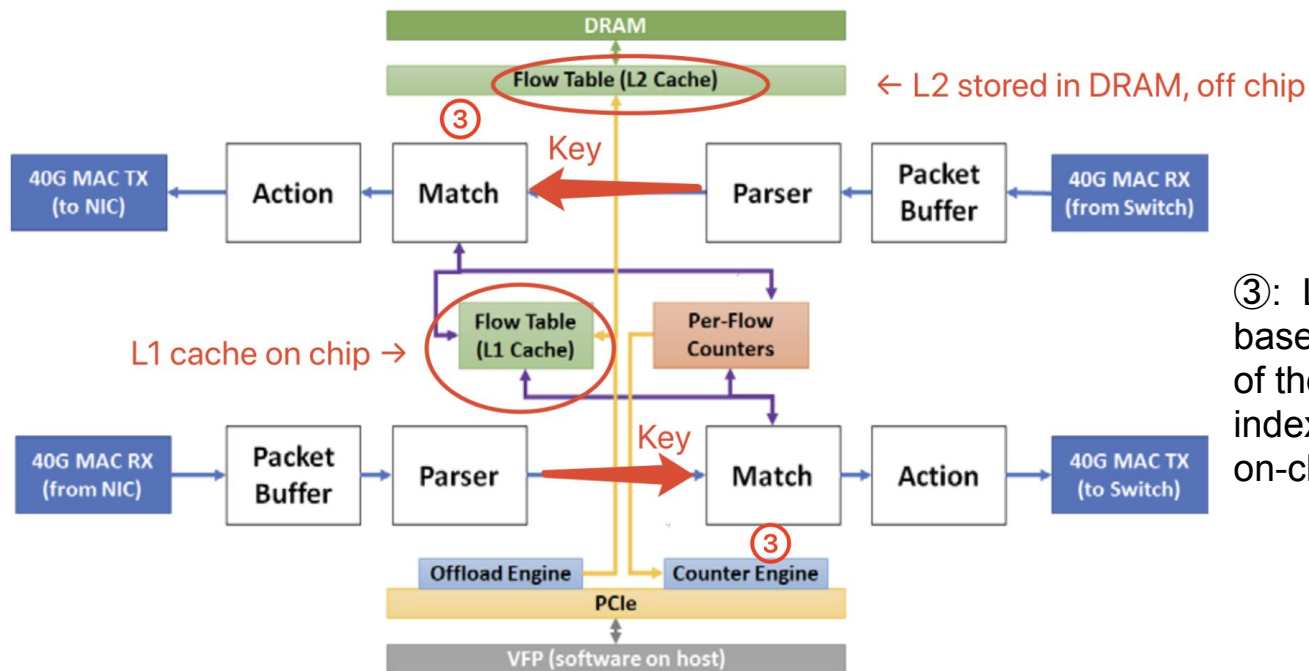 DRAM
Flow Table (L2 Cache)
← L2 stored in DRAM, off chip
③
Key
40G MAC TX
(to NIC)
Action
Match
Parser
Packet
Buffer
40G MAC RX
(from Switch)
Flow Table
(L1 Cache)
Per-Flow
Counters
L1 cache on chip →
③:
base
of the
index
on-c
Key
40G MAC RX
(from NIC)
Packet
Buffer
Parser
Match
Action
40G MAC TX
(to Switch)
③
Offload Engine
Counter Engine
PCIe
VFP (software on host)